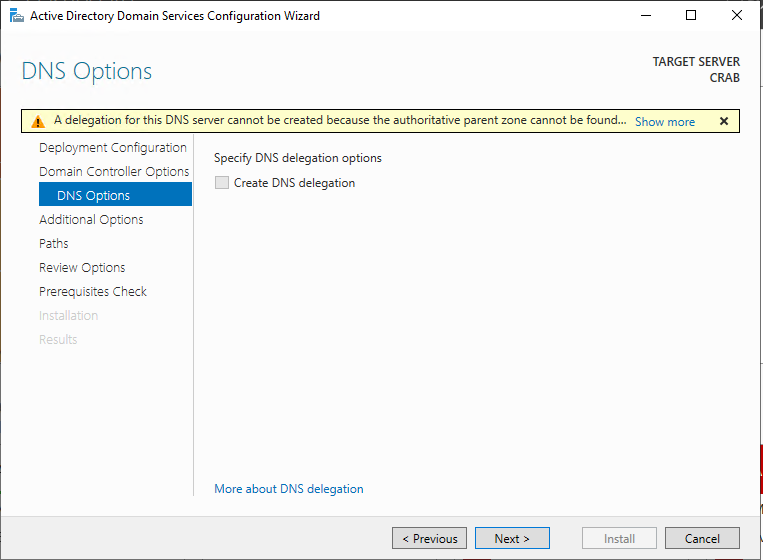 Active Directory Domain Services Configuration Wizard
DNS Options
TARGET SERVER
CRAB
A delegation for this DNS server cannot be created because the authoritative parent zone cannot be found... Show more
Deployment Configuration
Domain Controller Options
DNS Options
Additional Options
Paths
Review Options
Prerequisites Check
Installation
Results
Specify DNS delegation options
Create DNS delegation
More about DNS delegation
< Previous
Next >
Install
Cancel